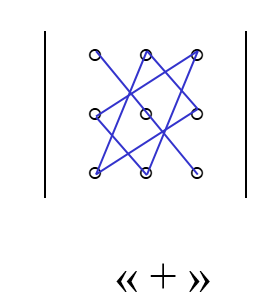 « + »